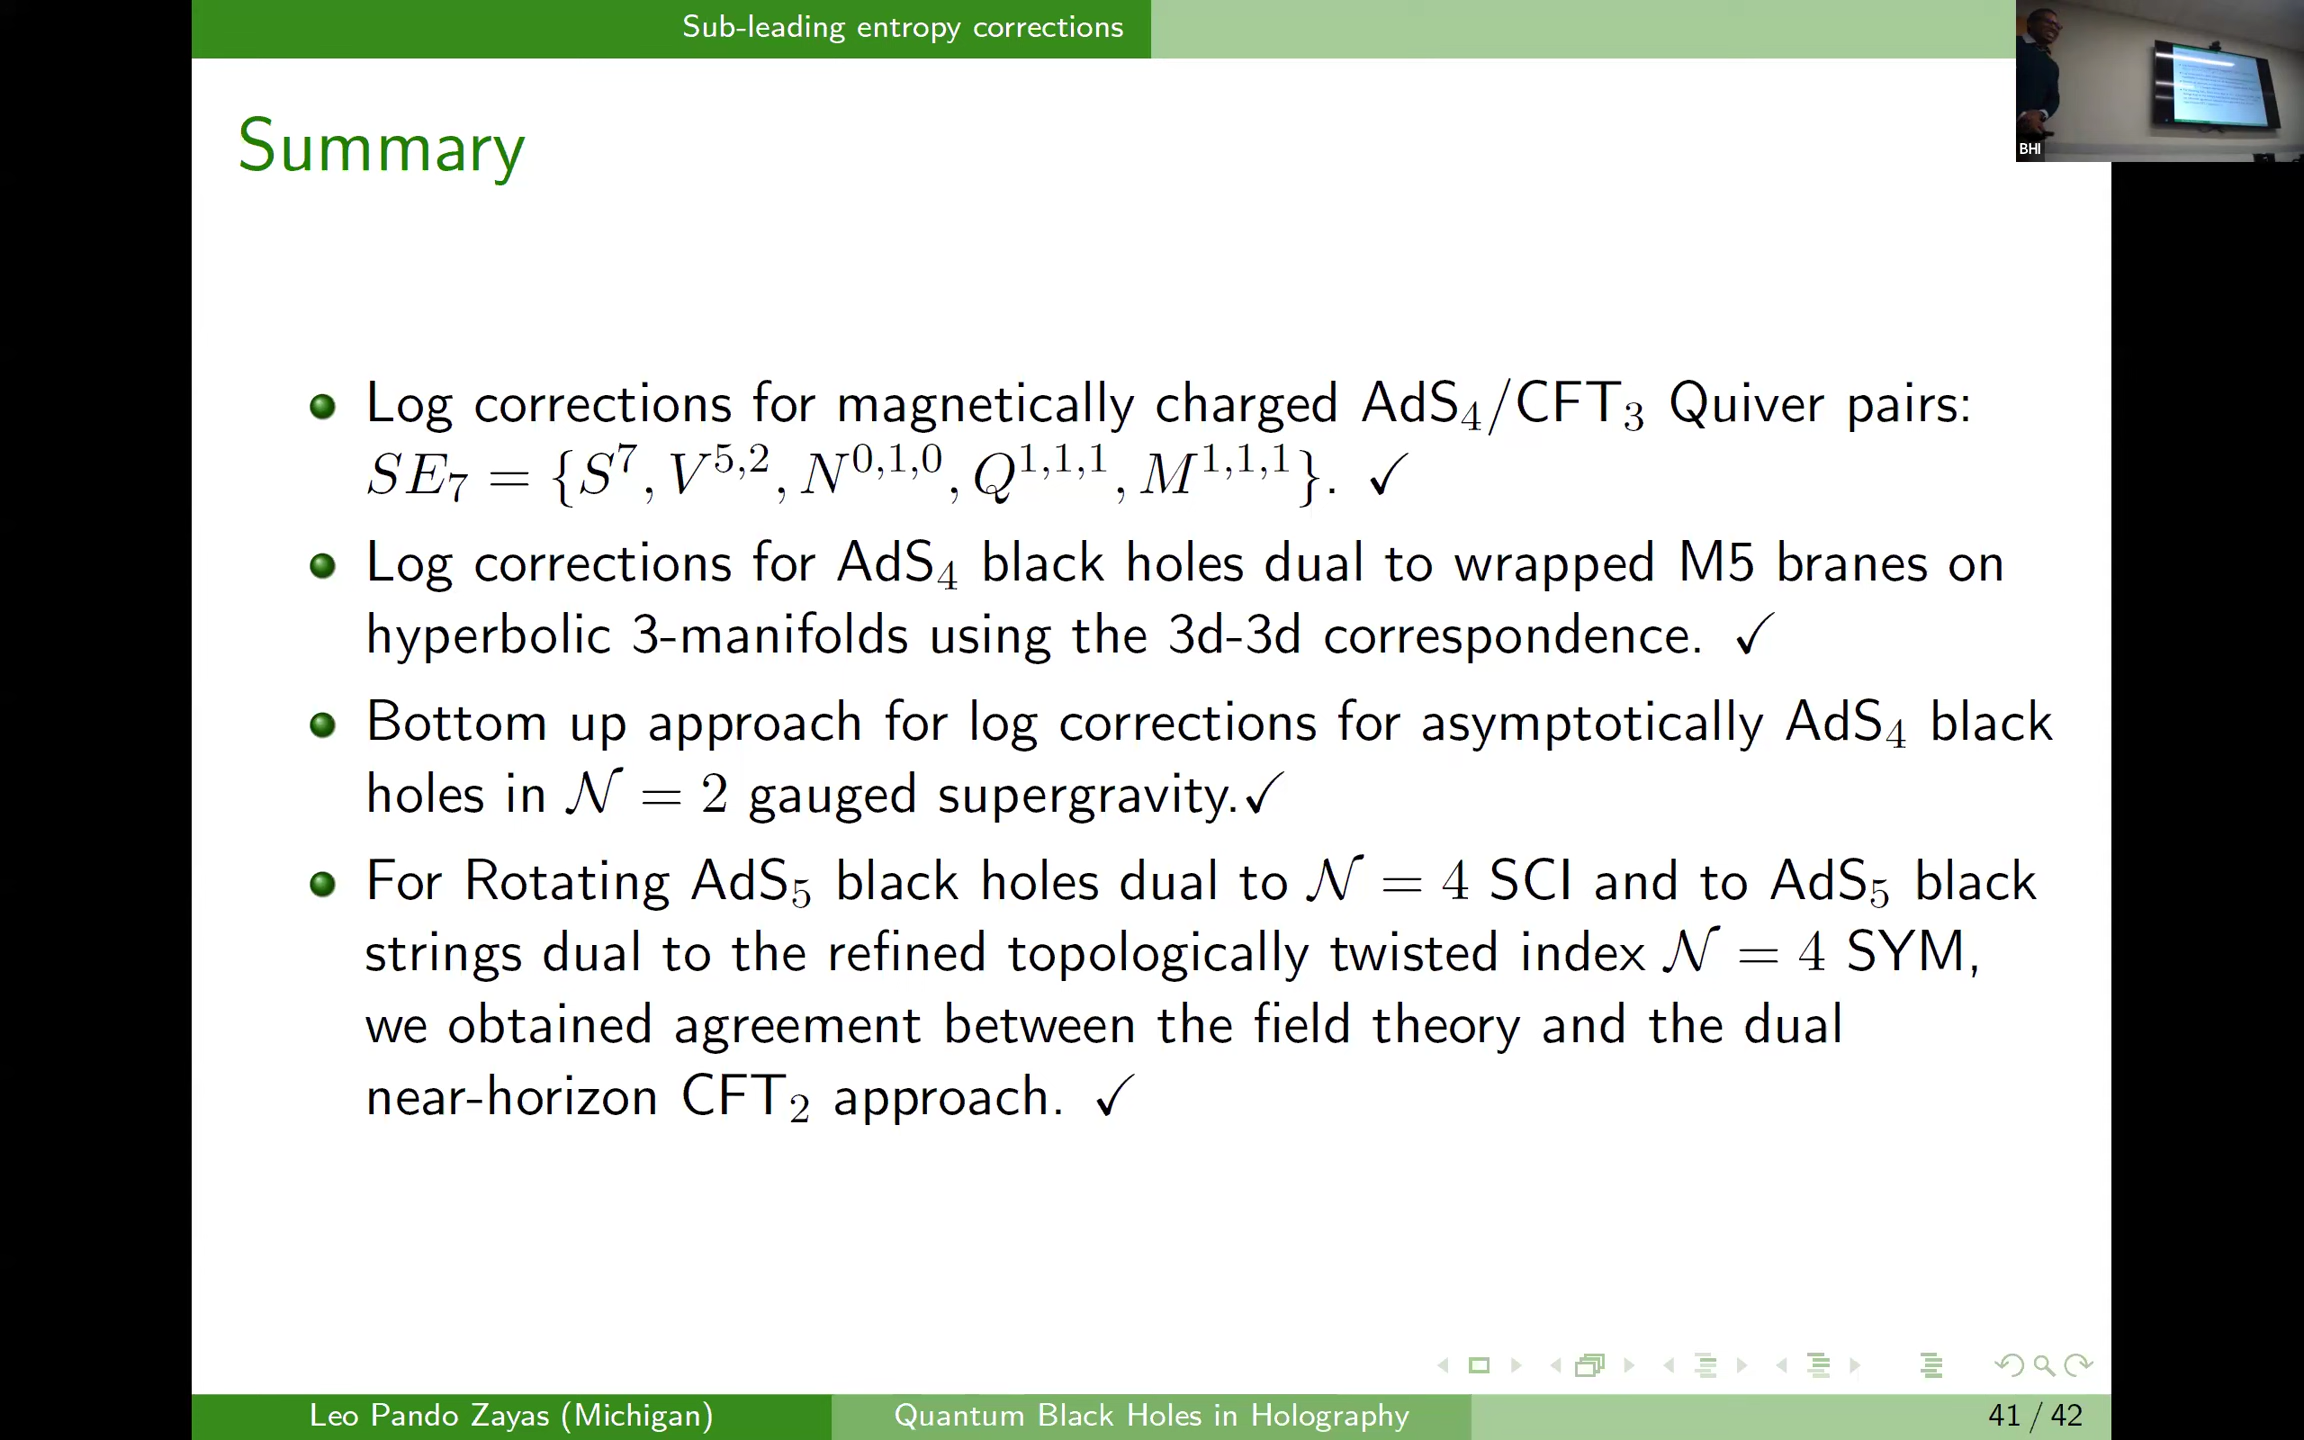 Sub-leading entropy corrections
BHI
Summary
Log corrections for magnetically charged AdS₄/CFT₃ Quiver pairs:
SE₇ = {S⁷, V⁵,², N⁰,¹,⁰, Q¹,¹,¹, M¹,¹,¹}. ✓
Log corrections for AdS₄ black holes dual to wrapped M5 branes on
hyperbolic 3-manifolds using the 3d-3d correspondence. ✓
Bottom up approach for log corrections for asymptotically AdS₄ black
holes in 𝒩 = 2 gauged supergravity.✓
For Rotating AdS₅ black holes dual to 𝒩 = 4 SCI and to AdS₅ black
strings dual to the refined topologically twisted index 𝒩 = 4 SYM,
we obtained agreement between the field theory and the dual
near-horizon CFT₂ approach. ✓
Leo Pando Zayas (Michigan) Quantum Black Holes in Holography 41 / 42